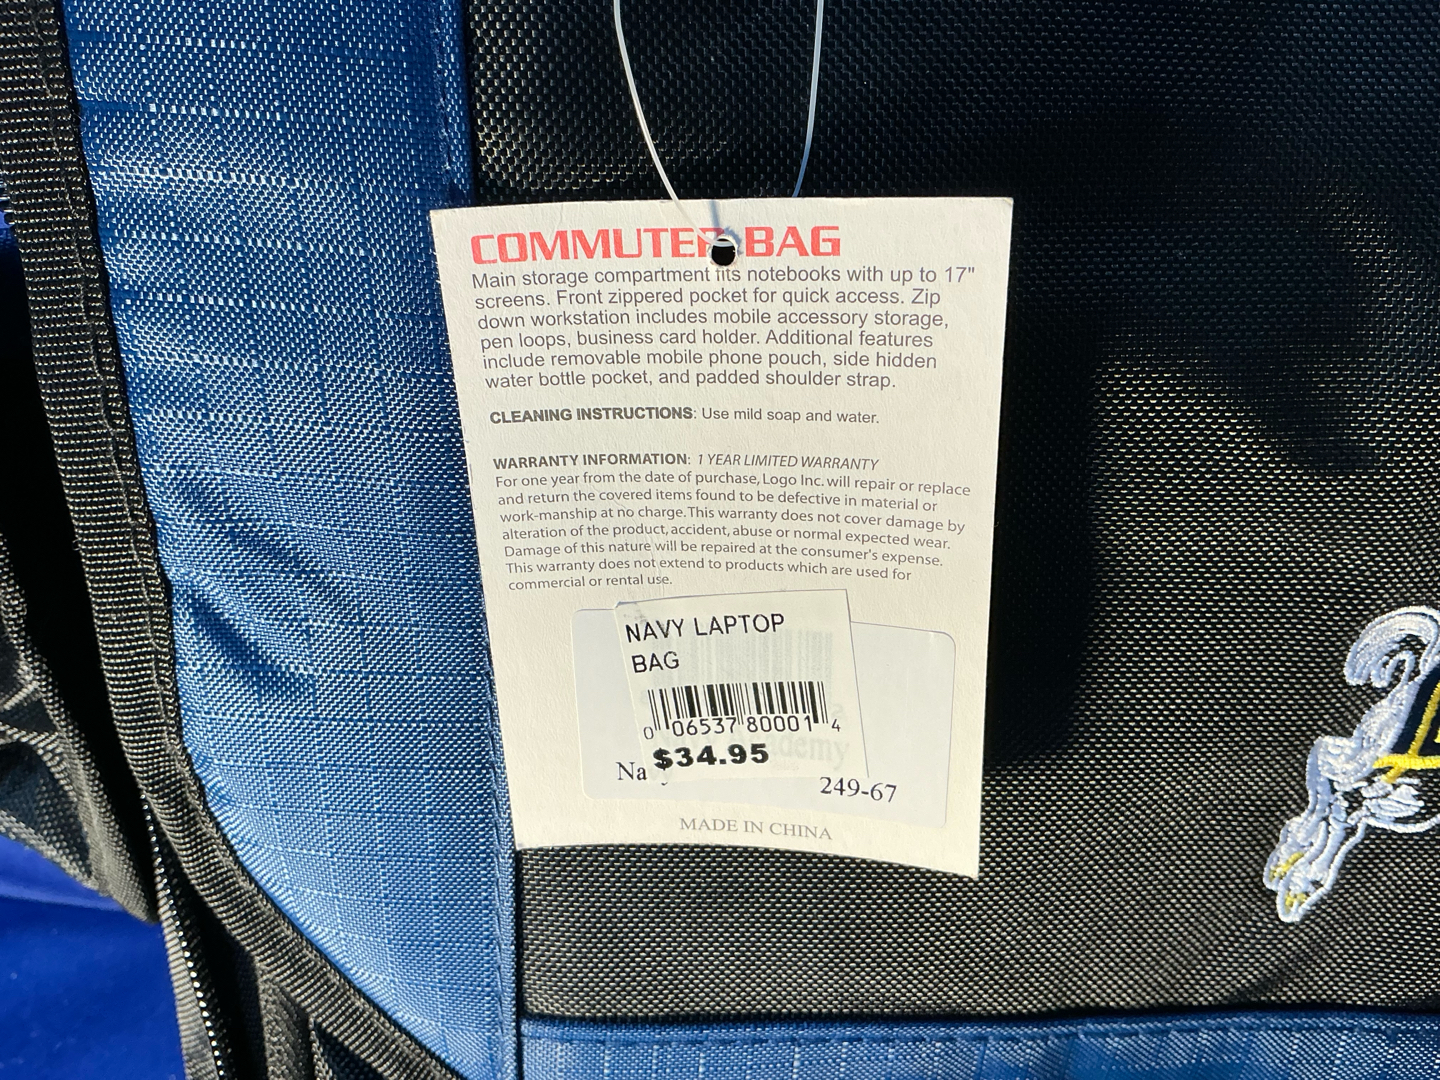 COMMUTER BAG
Main storage compartment fits notebooks with up to 17"
screens. Front zippered pocket for quick access. Zip
down workstation includes mobile accessory storage,
pen loops, business card holder. Additional features
include removable mobile phone pouch, side hidden
water bottle pocket, and padded shoulder strap.
CLEANING INSTRUCTIONS: Use mild soap and water.
WARRANTY INFORMATION: 1 YEAR LIMITED WARRANTY
For one year from the date of purchase, Logo Inc. will repair or replace
and return the covered items found to be defective in material or
work-manship at no charge. This warranty does not cover damage by
alteration of the product, accident, abuse or normal expected wear.
Damage of this nature will be repaired at the consumer's expense.
This warranty does not extend to products which are used for
commercial or rental use.
NAVY LAPTOP
BAG
0 06537 80001 4
$34.95
Na
249-67
MADE IN CHINA